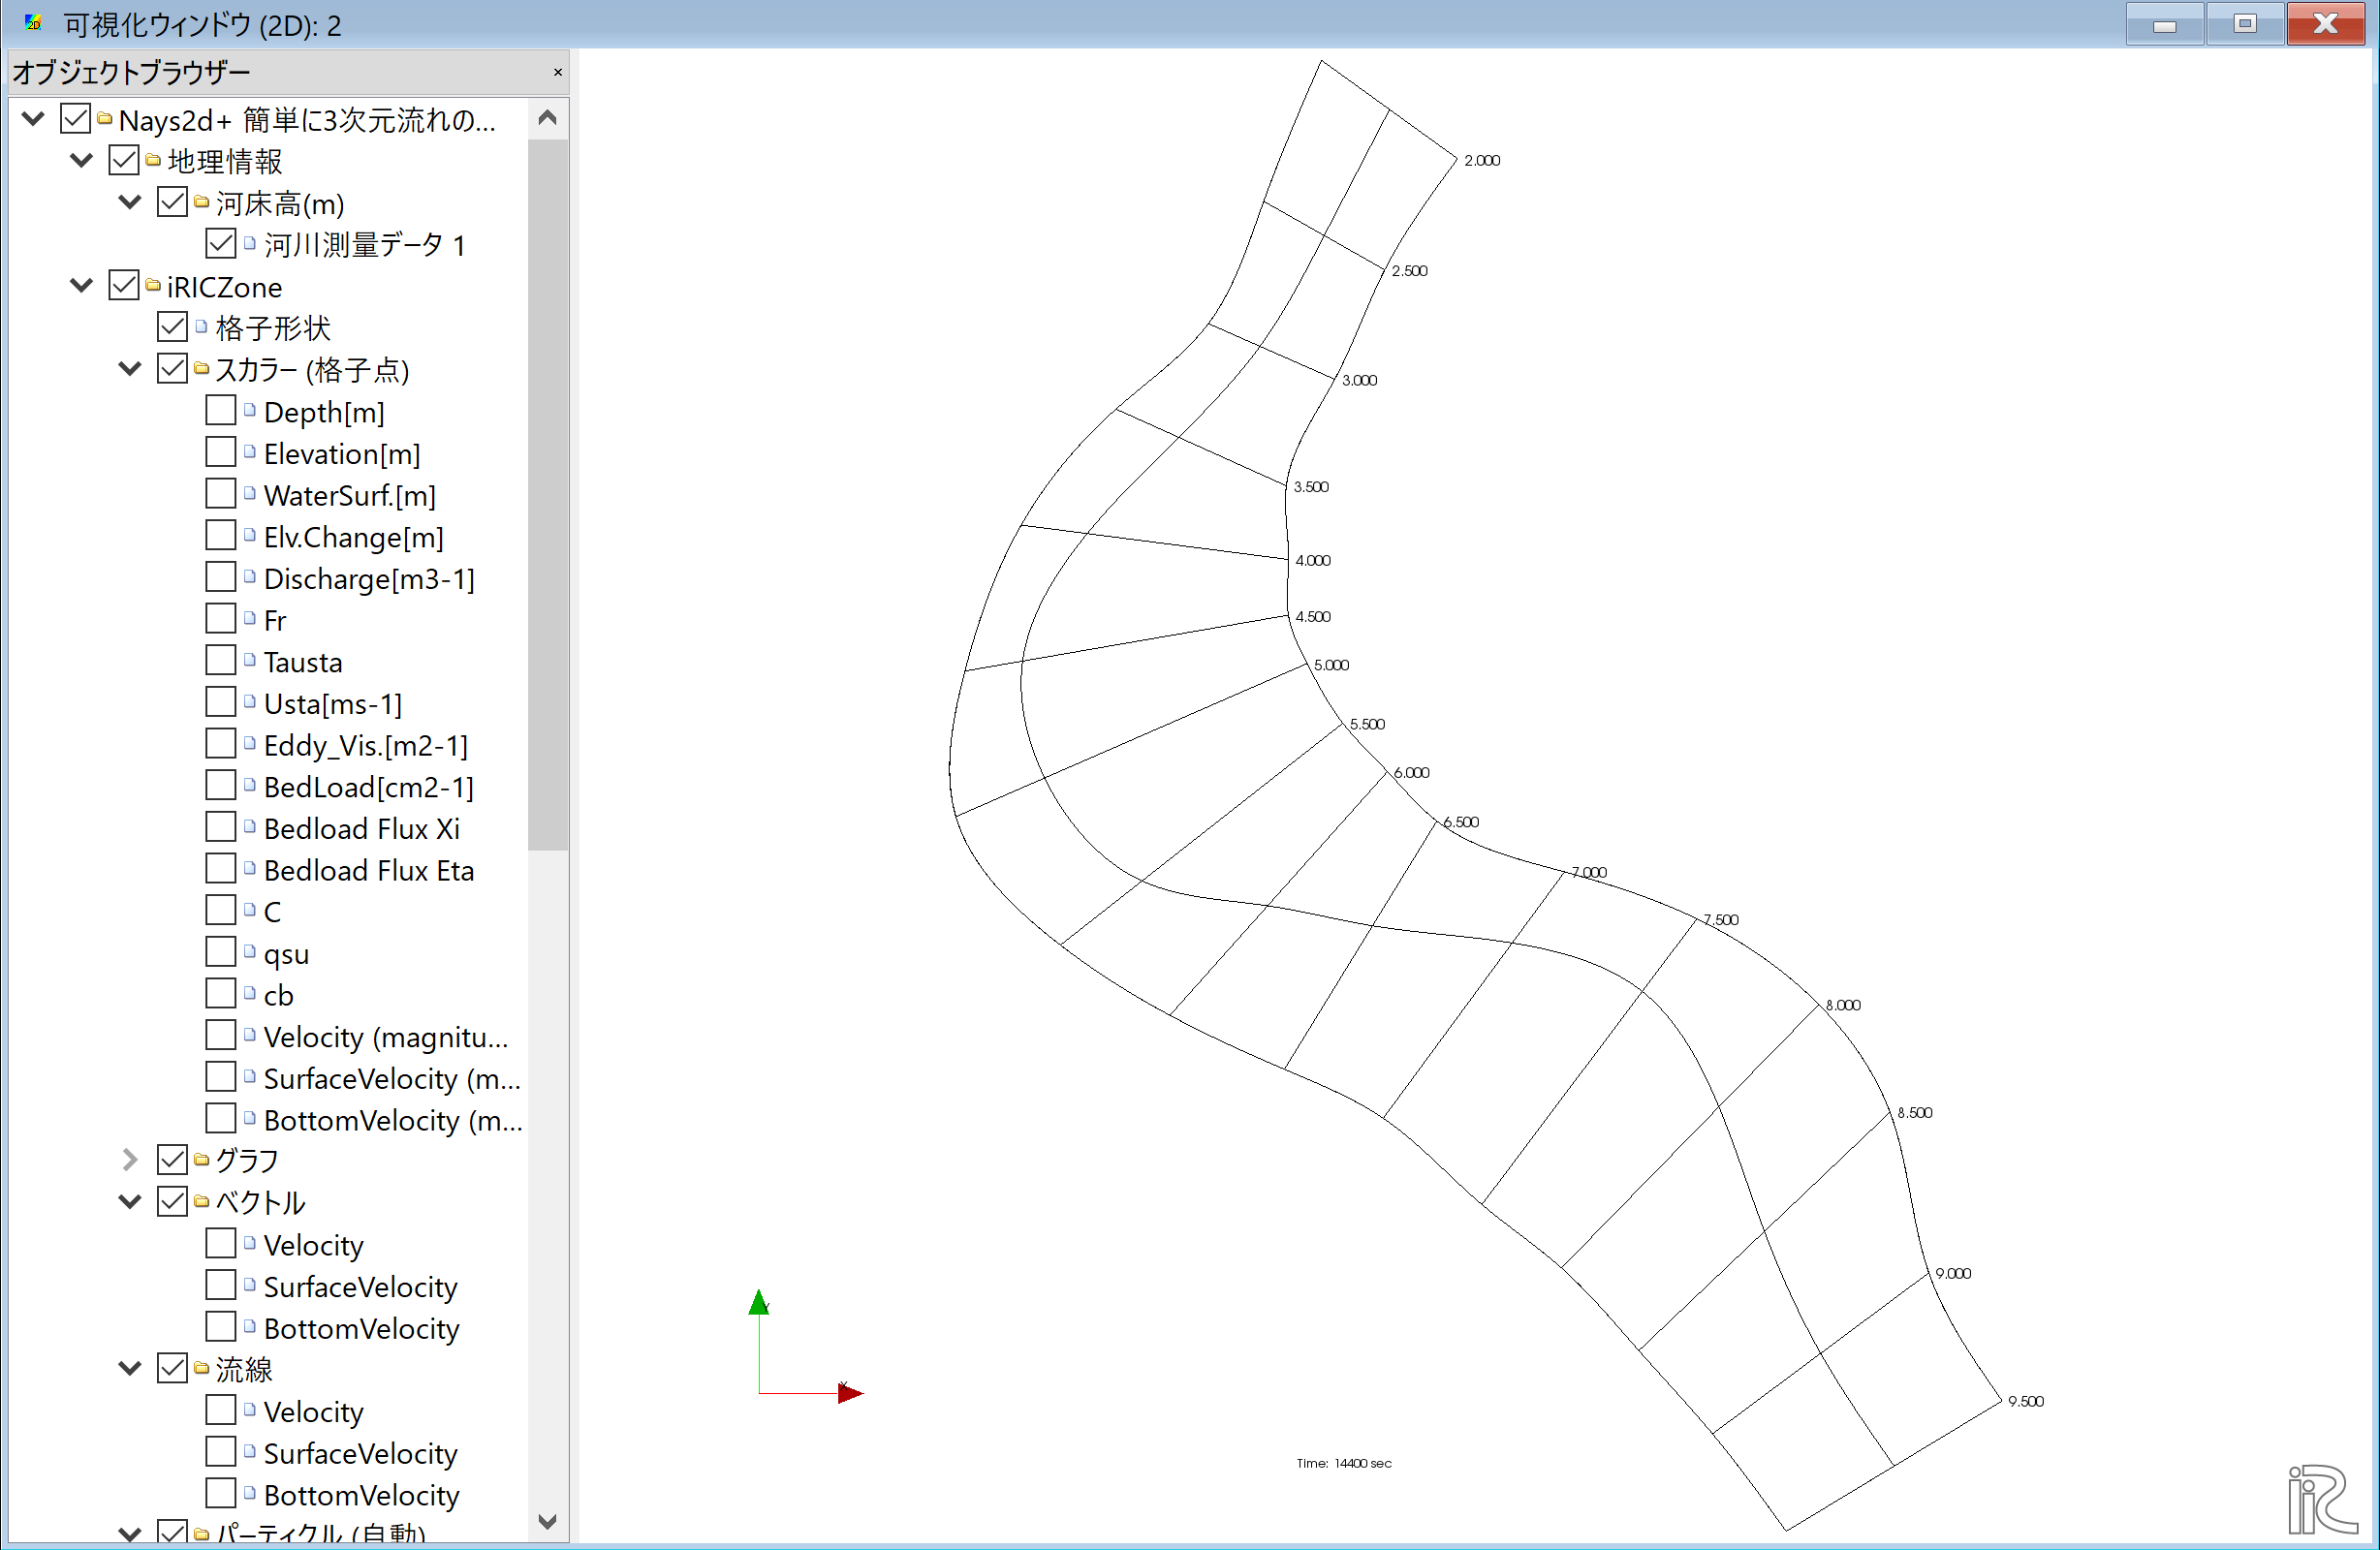 可視化ウィンドウ (2D): 2
オブジェクトブラウザー
Nays2d+ 簡単に3次元流れの...
地理情報
河床高(m)
河川測量データ 1
iRICZone
格子形状
スカラー (格子点)
Depth[m]
Elevation[m]
WaterSurf.[m]
Elv.Change[m]
Discharge[m3-1]
Fr
Tausta
Usta[ms-1]
Eddy_Vis.[m2-1]
BedLoad[cm2-1]
Bedload Flux Xi
Bedload Flux Eta
C
qsu
cb
Velocity (magnitu...
SurfaceVelocity (m...
BottomVelocity (m...
グラフ
ベクトル
Velocity
SurfaceVelocity
BottomVelocity
流線
Velocity
SurfaceVelocity
BottomVelocity
パーティクル (自動)
2.000
2.500
3.000
3.500
4.000
4.500
5.000
5.500
6.000
6.500
7.000
7.500
8.000
8.500
9.000
9.500
Y
X
Time: 14400 sec
iRIC